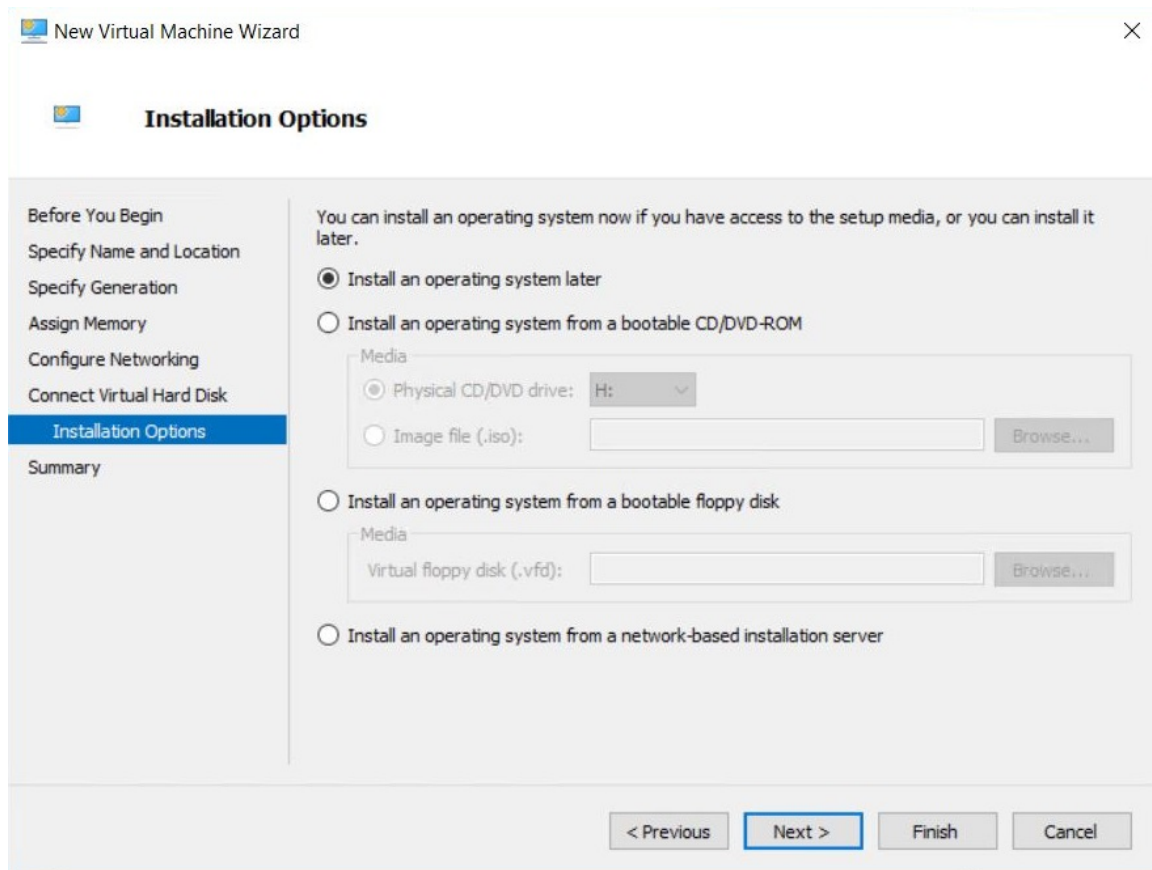 New Virtual Machine Wizard
Installation Options
Before You Begin
Specify Name and Location
Specify Generation
Assign Memory
Configure Networking
Connect Virtual Hard Disk
Installation Options
Summary
You can install an operating system now if you have access to the setup media, or you can install it
later.
Install an operating system later
Install an operating system from a bootable CD/DVD-ROM
Media
Physical CD/DVD drive: H:
Image file (.iso): Browse...
Install an operating system from a bootable floppy disk
Media
Virtual floppy disk (.vfd): Browse...
Install an operating system from a network-based installation server
< Previous Next > Finish Cancel